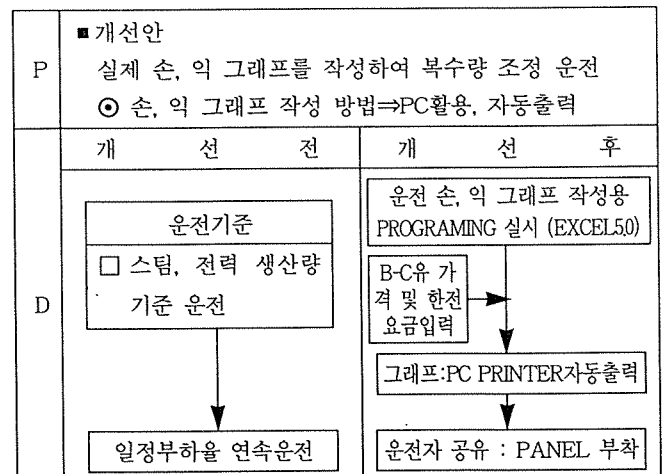 P
■ 개선안
실제 손, 익 그래프를 작성하여 복수량 조정 운전
⊙ 손, 익 그래프 작성 방법⇒PC활용, 자동출력
D
개 선 전
개 선 후
운전기준
□ 스팀, 전력 생산량
기준 운전
일정부하율 연속운전
운전 손, 익 그래프 작성용
PROGRAMING 실시 (EXCEL5.0)
B-C유 가
격 및 한전
요금입력
그래프:PC PRINTER자동출력
운전자 공유 : PANEL 부착